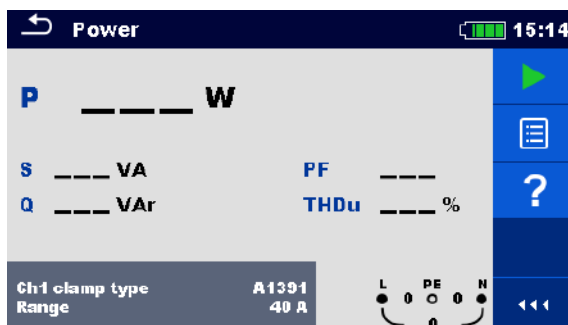 Power 15:14
P ___ W
S ___ VA PF ___
Q ___ VAr THDu ___ %
?
Ch1 clamp type A1391
Range 40 A
L PE N
0 0
0